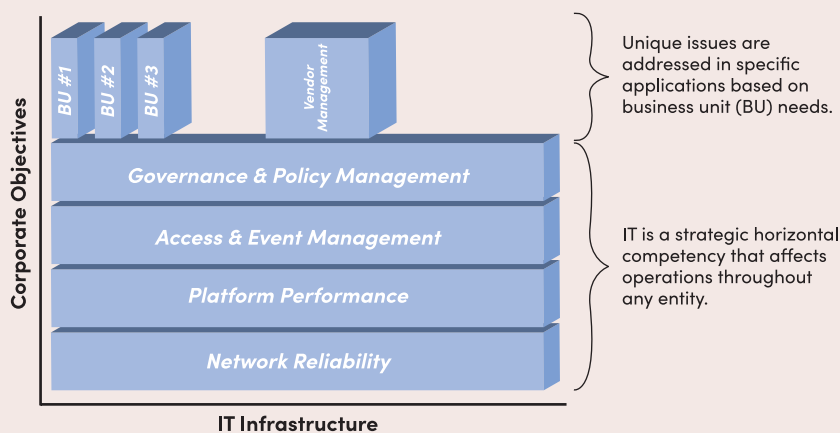 Corporate Objectives
BU #1
BU #2
BU #3
Vendor
Management
Unique issues are
addressed in specific
applications based on
business unit (BU) needs.
Governance & Policy Management
Access & Event Management
Platform Performance
Network Reliability
IT is a strategic horizontal
competency that affects
operations throughout
any entity.
IT Infrastructure